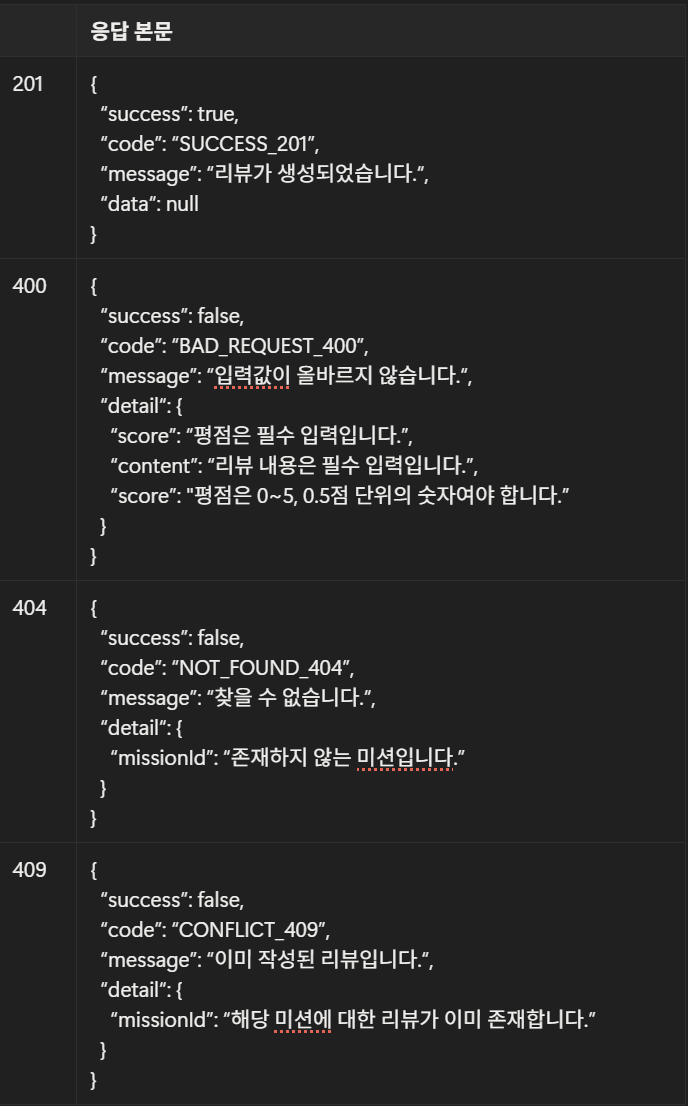 응답 본문
201
{
“success”: true,
“code”: “SUCCESS_201”,
“message”: “리뷰가 생성되었습니다.”,
“data”: null
}
400
{
“success”: false,
“code”: “BAD_REQUEST_400”,
“message”: “입력값이 올바르지 않습니다.“,
“detail“: {
“score”: “평점은 필수 입력입니다.”,
“content”: “리뷰 내용은 필수 입력입니다.”,
“score”: "평점은 0~5, 0.5점 단위의 숫자여야 합니다.”
}
}
404
{
“success”: false,
“code”: “NOT_FOUND_404”,
“message”: “찾을 수 없습니다.”,
“detail“: {
“missionId”: “존재하지 않는 미션입니다.”
}
}
409
{
“success”: false,
“code”: “CONFLICT_409”,
“message”: “이미 작성된 리뷰입니다.“,
“detail“: {
“missionId”: “해당 미션에 대한 리뷰가 이미 존재합니다.”
}
}